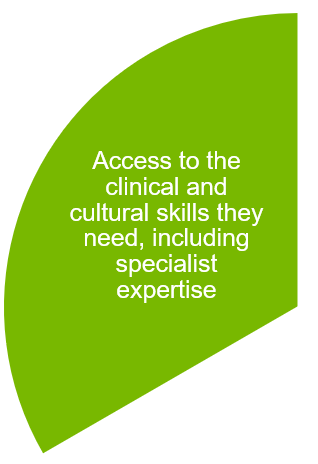 Access to the
clinical and
cultural skills they
need, including
specialist
expertise